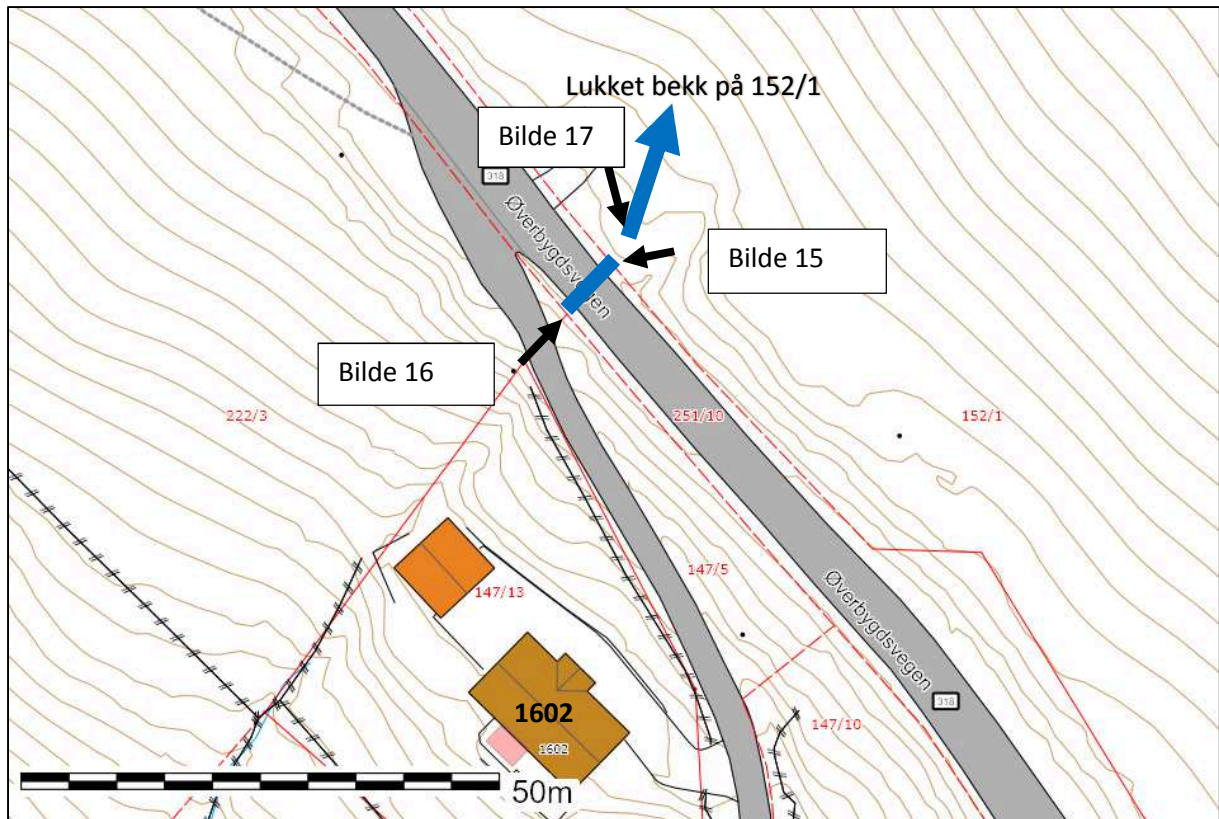 Lukket bekk på 152/1
Bilde 17
318
Øverbygdsvegen
Bilde 15
Bilde 16
222/3
251/10
152/1
147/5
147/13
Øverbygdsvegen
318
147/10
1602
1602
50m